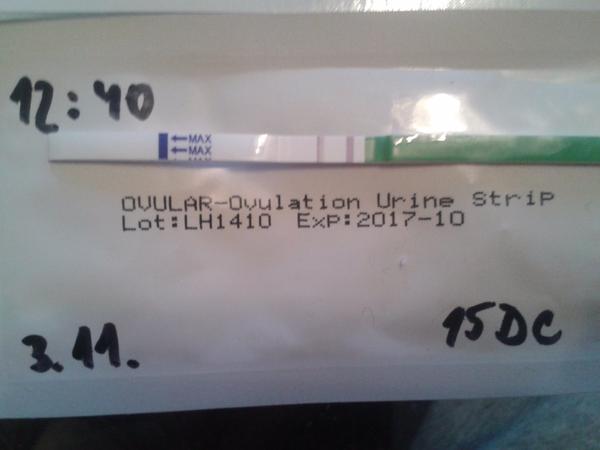 12:40
←MAX
←MAX
OVULAR-Ovulation Urine Strip
Lot:LH1410 Exp:2017-10
3.11.
15DC